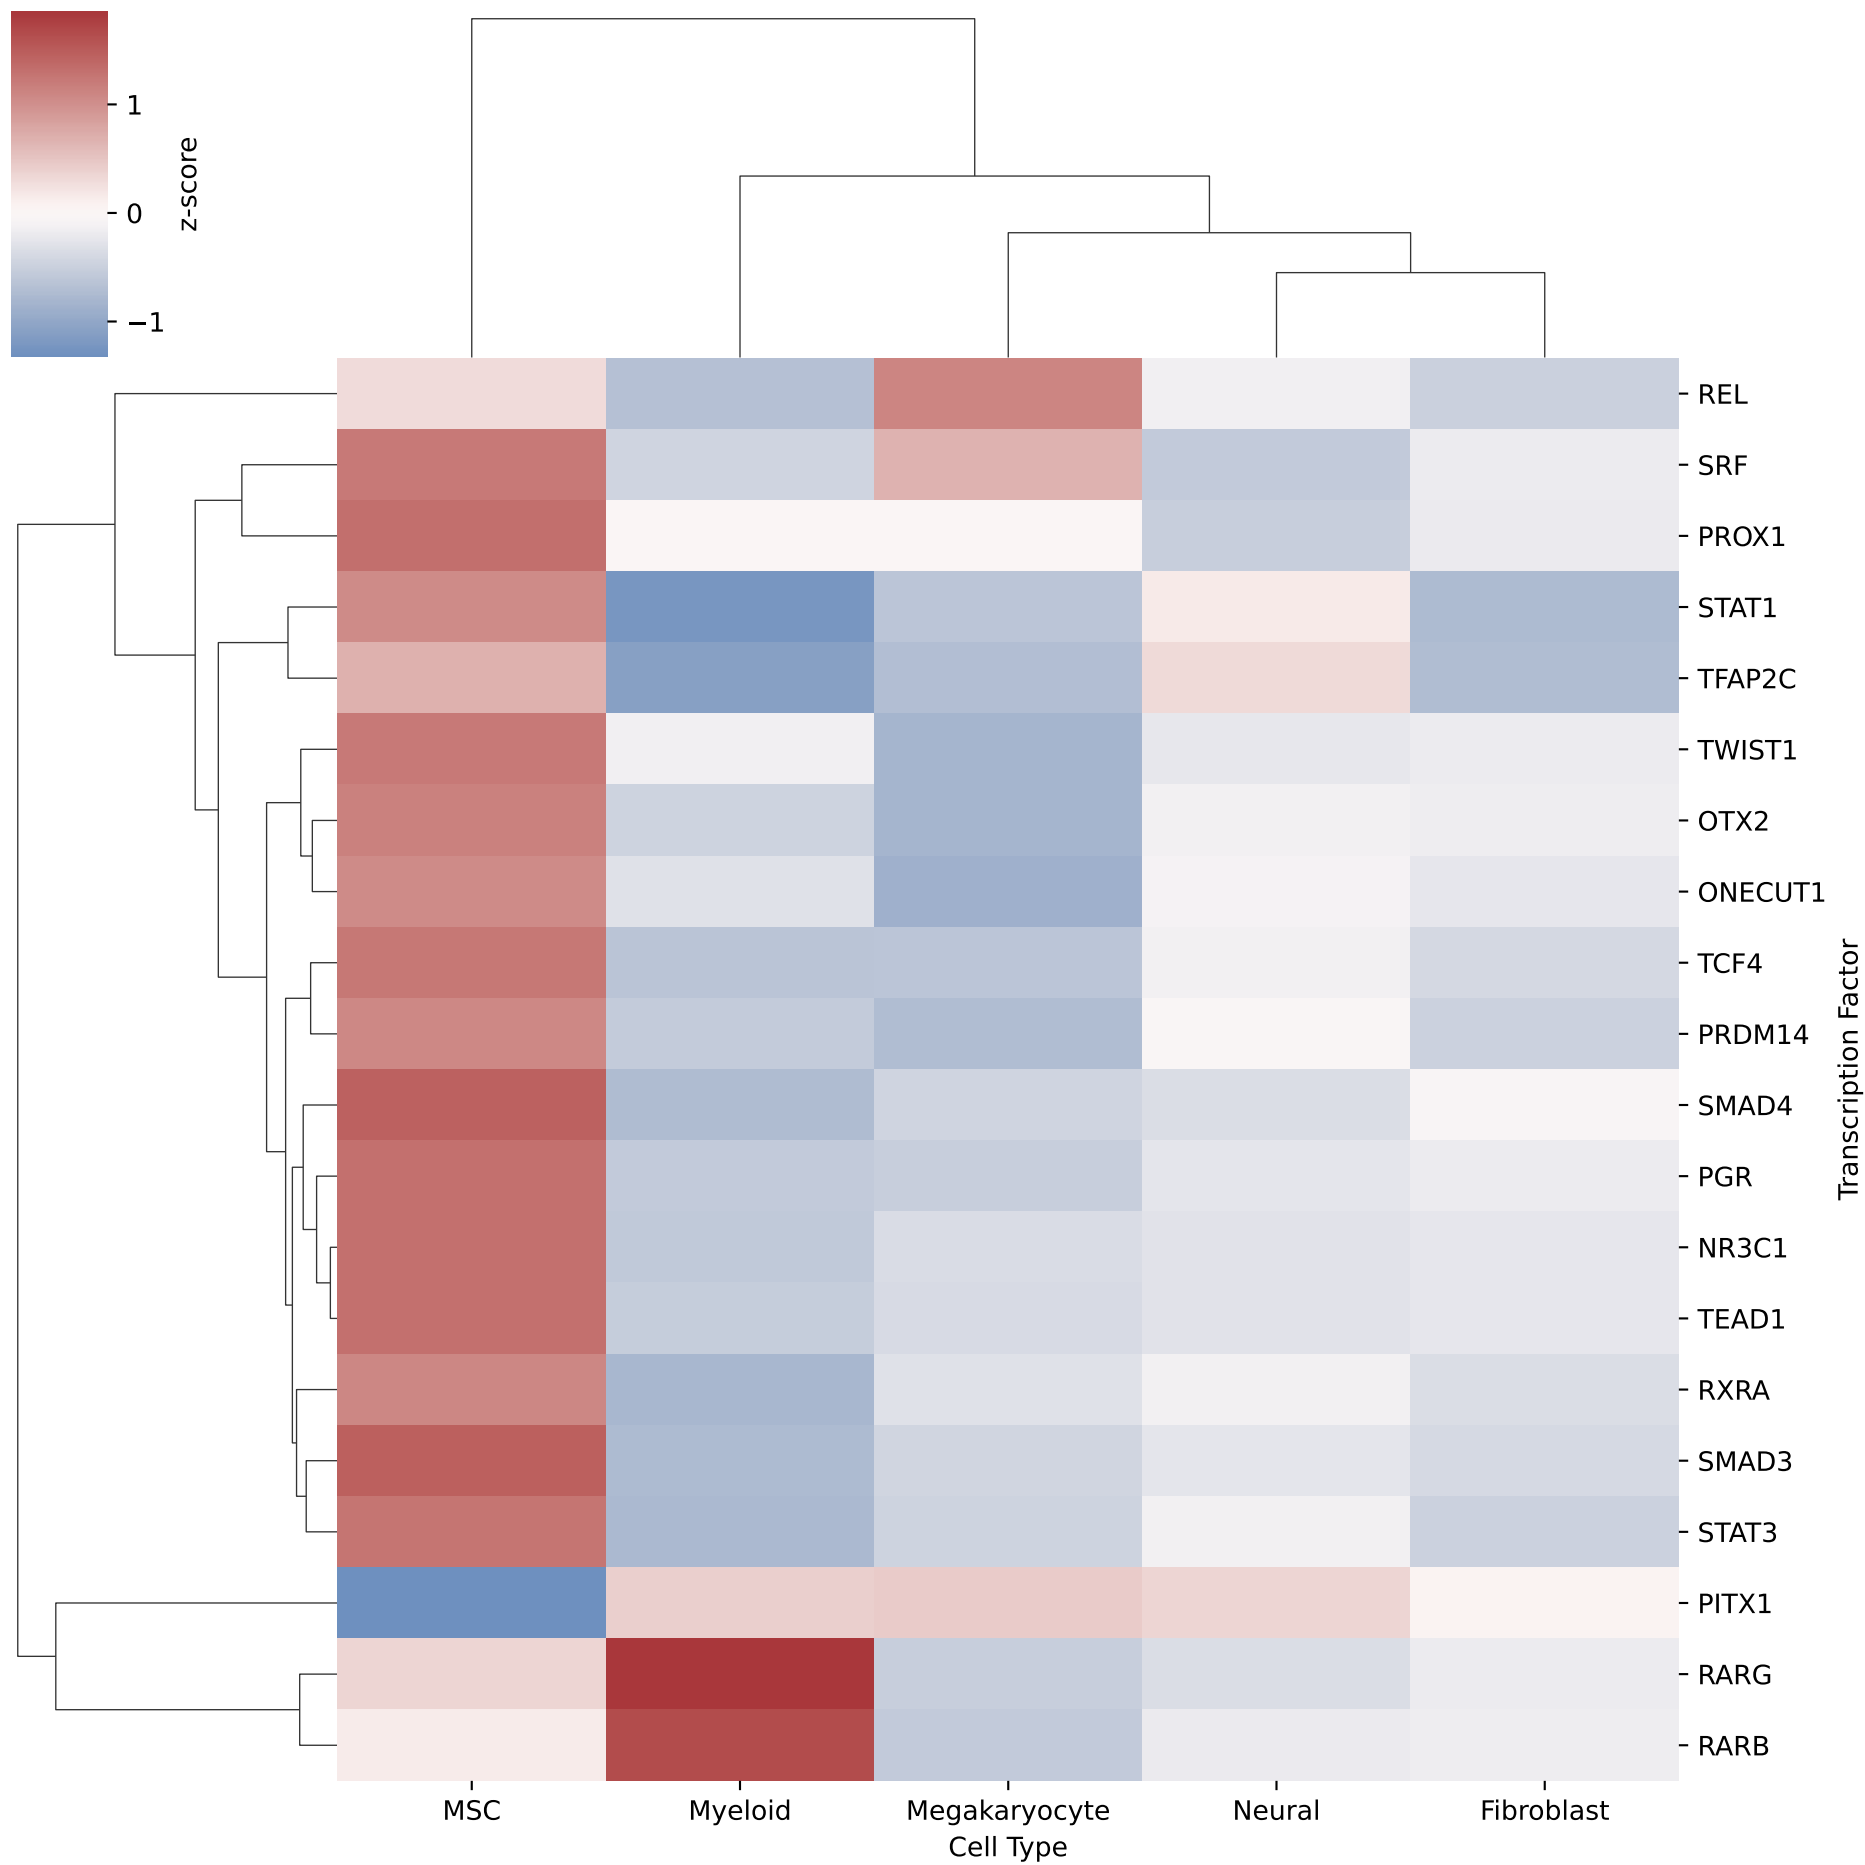 1
0
−1
z-score
REL
SRF
PROX1
STAT1
TFAP2C
TWIST1
OTX2
ONECUT1
TCF4
PRDM14
SMAD4
PGR
NR3C1
TEAD1
RXRA
SMAD3
STAT3
PITX1
RARG
RARB
Transcription Factor
MSC Myeloid Megakaryocyte Neural Fibroblast
Cell Type